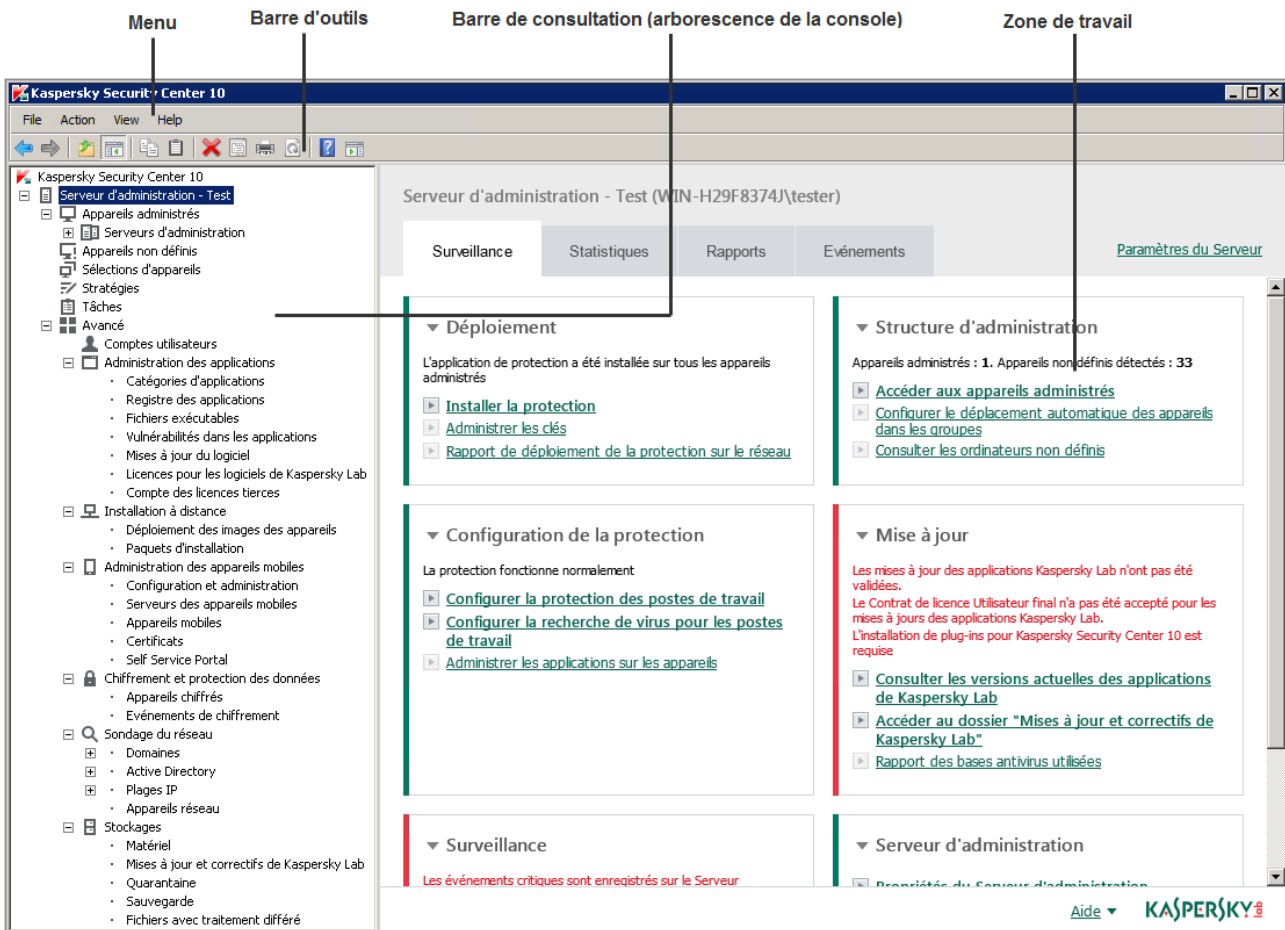 Menu
Barre d'outils
Barre de consultation (arborescence de la console)
Zone de travail
Kaspersky Security Center 10
File Action View Help
Kaspersky Security Center 10
Serveur d'administration - Test
Appareils administrés
Serveurs d'administration
Appareils non définis
Sélections d'appareils
Stratégies
Tâches
Avancé
Comptes utilisateurs
Administration des applications
Catégories d'applications
Registre des applications
Fichiers exécutables
Vulnérabilités dans les applications
Mises à jour du logiciel
Licences pour les logiciels de Kaspersky Lab
Compte des licences tierces
Installation à distance
Déploiement des images des appareils
Paquets d'installation
Administration des appareils mobiles
Configuration et administration
Serveurs des appareils mobiles
Appareils mobiles
Certificats
Self Service Portal
Chiffrement et protection des données
Appareils chiffrés
Evénements de chiffrement
Sondage du réseau
Domaines
Active Directory
Plages IP
Appareils réseau
Stockages
Matériel
Mises à jour et correctifs de Kaspersky Lab
Quarantaine
Sauvegarde
Fichiers avec traitement différé
Serveur d'administration - Test (WIN-H29F8374J\tester)
Surveillance Statistiques Rapports Evénements
Paramètres du Serveur
Déploiement
L'application de protection a été installée sur tous les appareils
administrés
Installer la protection
Administrer les clés
Rapport de déploiement de la protection sur le réseau
Structure d'administration
Appareils administrés : 1. Appareils non définis détectés : 33
Accéder aux appareils administrés
Configurer le déplacement automatique des appareils
dans les groupes
Consulter les ordinateurs non définis
Configuration de la protection
La protection fonctionne normalement
Configurer la protection des postes de travail
Configurer la recherche de virus pour les postes
de travail
Administrer les applications sur les appareils
Mise à jour
Les mises à jour des applications Kaspersky Lab n'ont pas été
validées.
Le Contrat de licence Utilisateur final n'a pas été accepté pour les
mises à jours des applications Kaspersky Lab.
L'installation de plug-ins pour Kaspersky Security Center 10 est
requise
Consulter les versions actuelles des applications
de Kaspersky Lab
Accéder au dossier "Mises à jour et correctifs de
Kaspersky Lab"
Rapport des bases antivirus utilisées
Surveillance
Les événements critiques sont enregistrés sur le Serveur
Serveur d'administration
Propriétés du Serveur d'administration
Aide
KASPERSKY lab